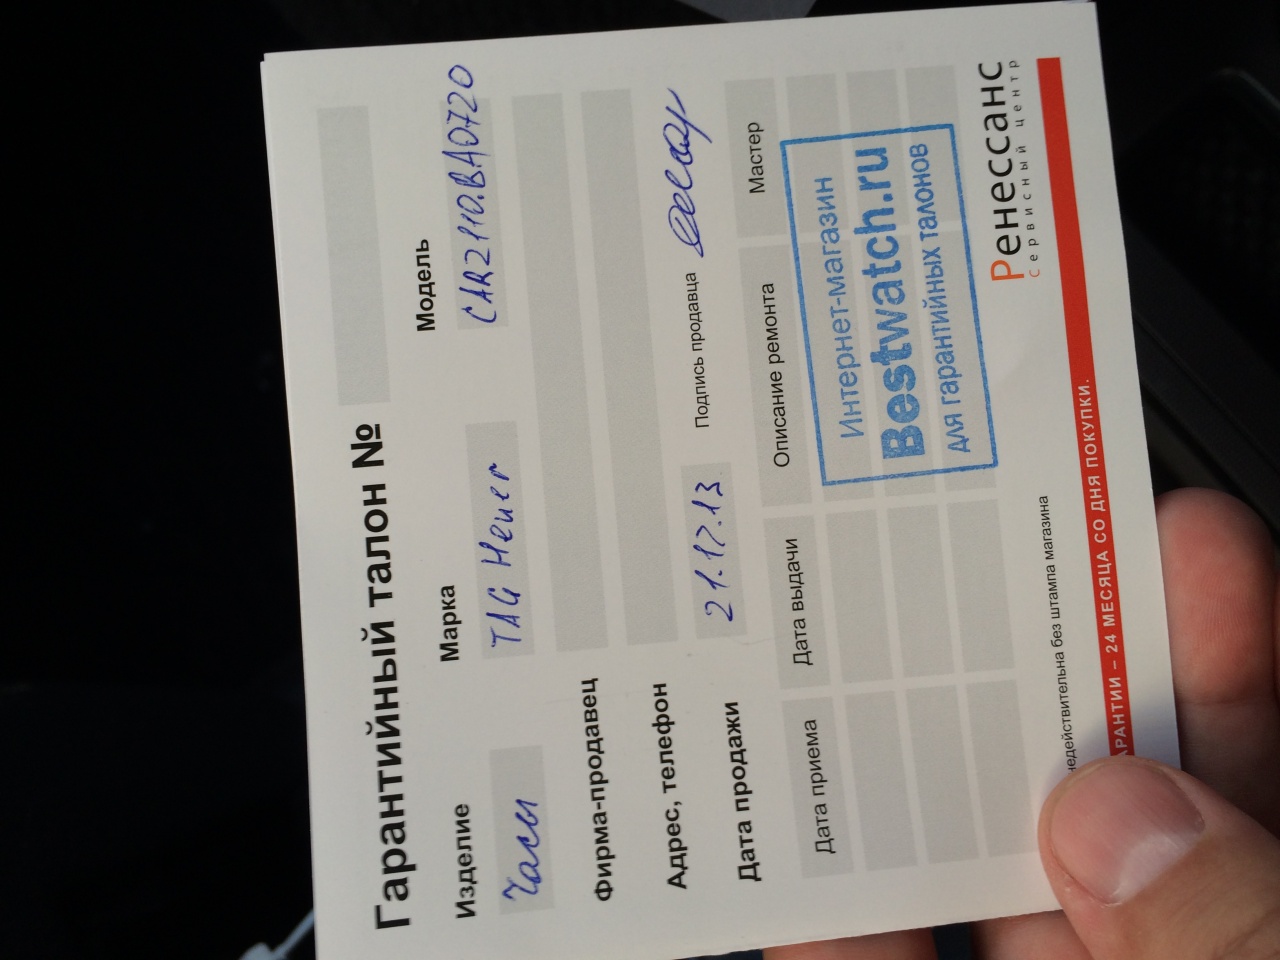 Гарантийный талон №
Изделие Марка Модель
Часы TAG Heuer CAR2110.BA0720
Фирма-продавец
Адрес, телефон
Дата продажи 21.12.13 Подпись продавца
Дата приема Дата выдачи Описание ремонта Мастер
Интернет-магазин
Bestwatch.ru
для гарантийных талонов
Ренессанс
Сервисный центр
недействительна без штампа магазина
АРАНТИИ – 24 МЕСЯЦА СО ДНЯ ПОКУПКИ.